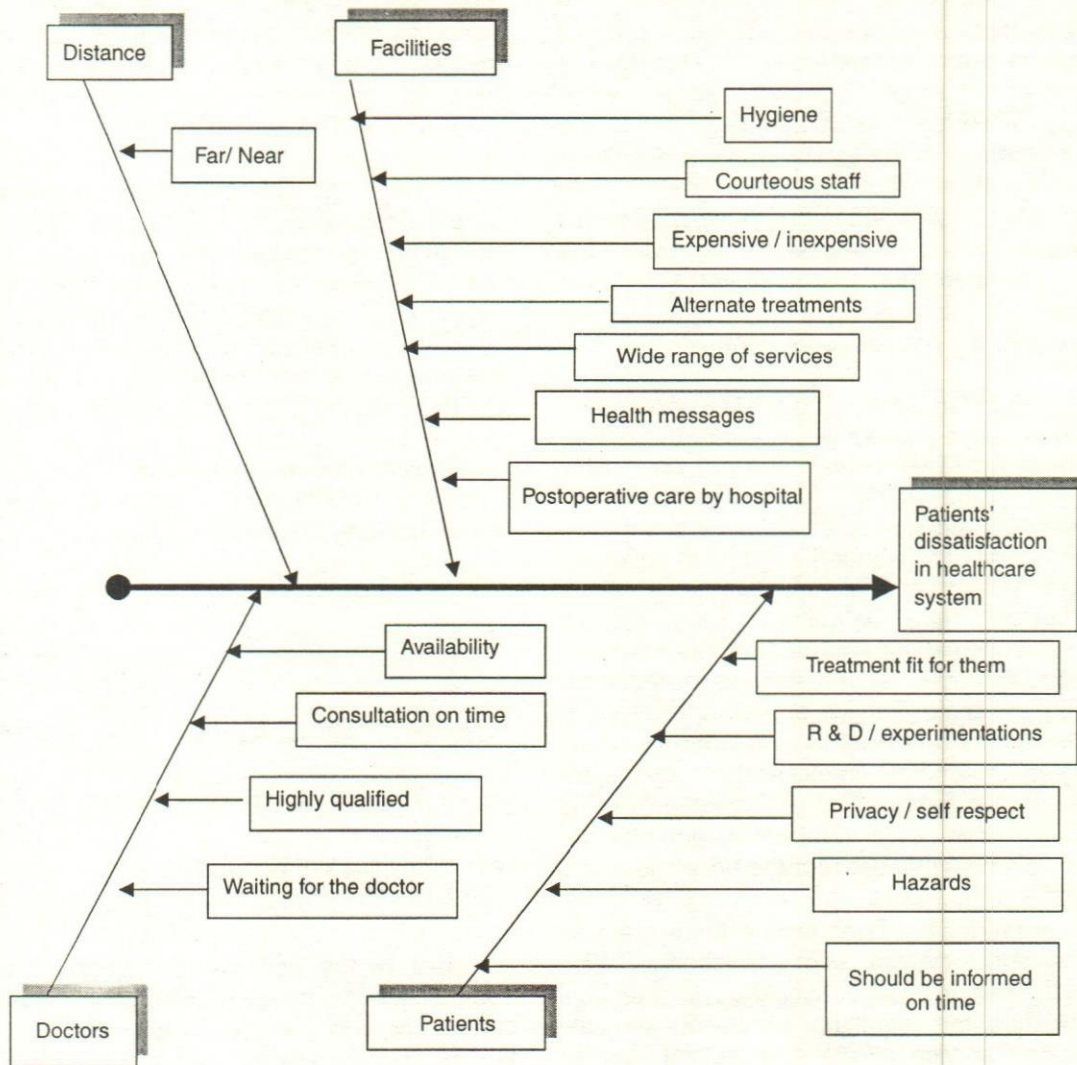 Distance
Facilities
Hygiene
Far/ Near
Courteous staff
Expensive / inexpensive
Alternate treatments
Wide range of services
Health messages
Postoperative care by hospital
Patients'
dissatisfaction
in healthcare
system
Availability
Treatment fit for them
Consultation on time
R & D / experimentations
Highly qualified
Privacy / self respect
Waiting for the doctor
Hazards
Should be informed
on time
Doctors
Patients